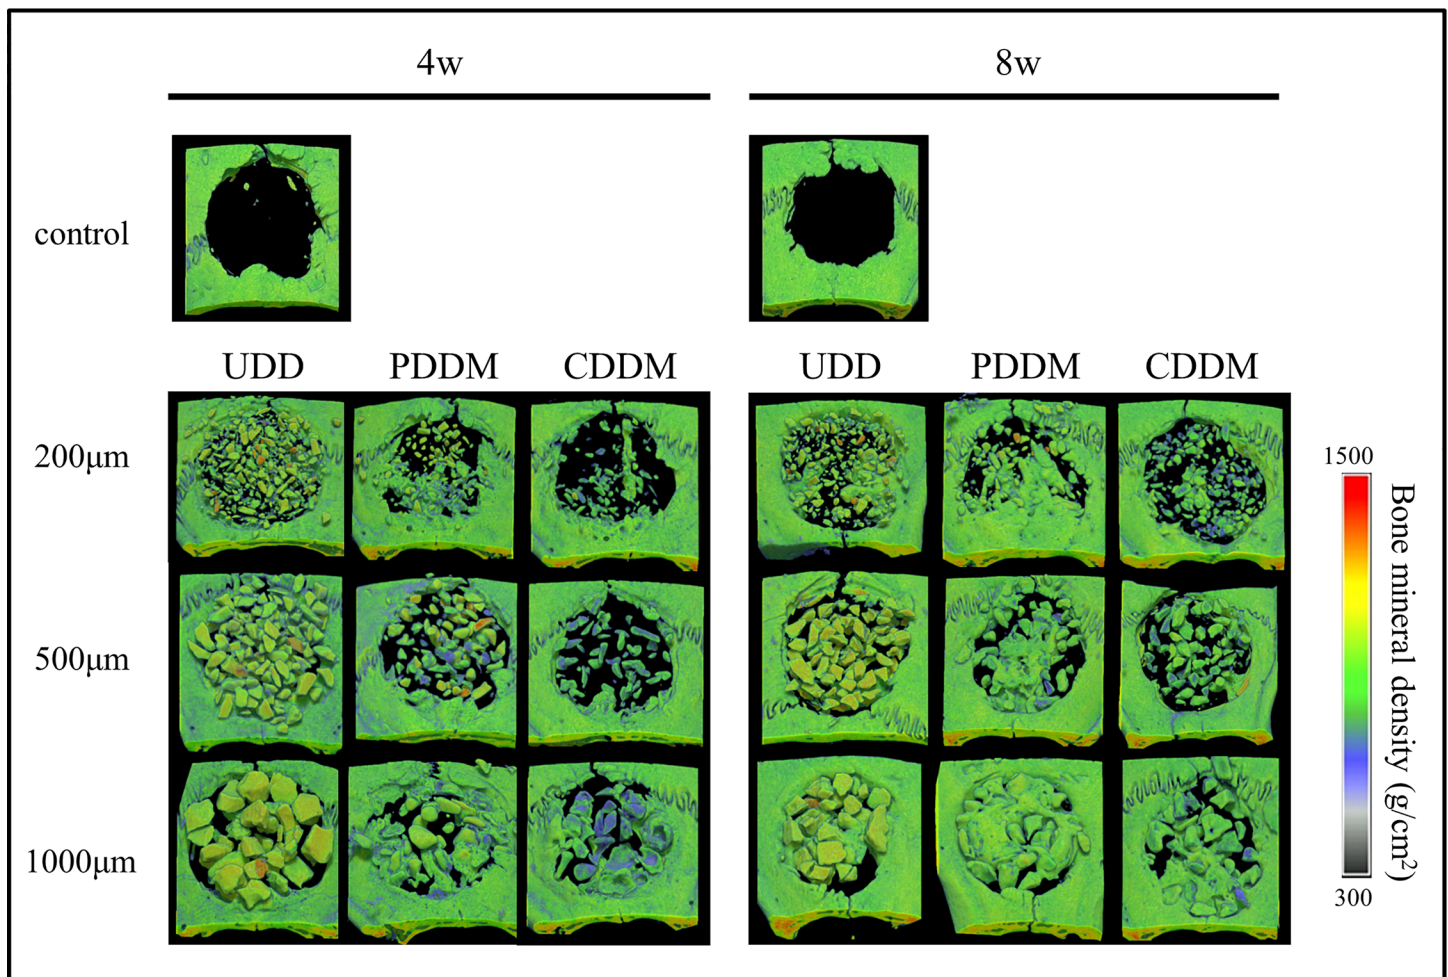 4w 8w
control
UDD PDDM CDDM UDD PDDM CDDM
200μm
500μm
1000μm
1500
Bone mineral density (g/cm²)
300